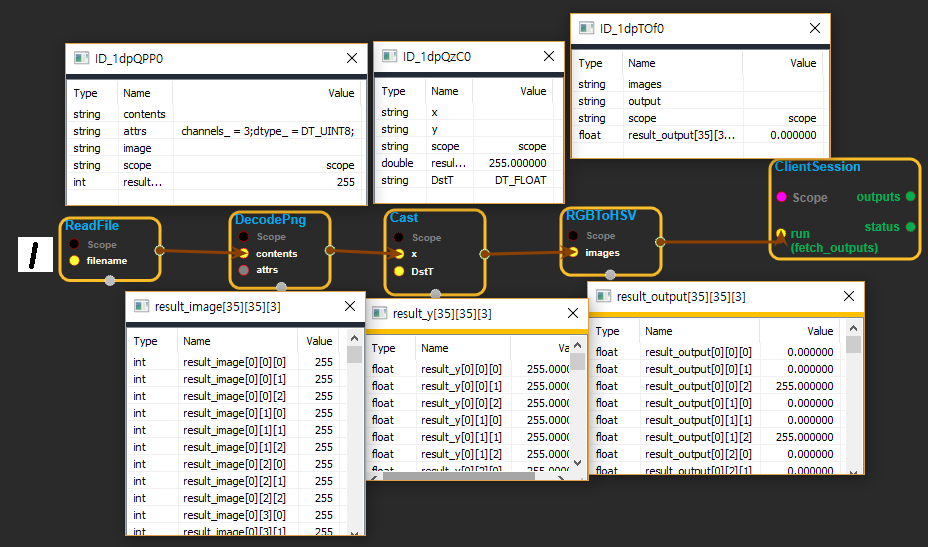 ID_1dpQPP0
Type Name Value
string contents
string attrs channels_ = 3;dtype_ = DT_UINT8;
string image
string scope scope
int result... 255
ID_1dpQzC0
Type Name Value
string x
string y
string scope scope
double resul... 255.000000
string DstT DT_FLOAT
ID_1dpTOf0
Type Name Value
string images
string output
string scope scope
float result_output[35][3... 0.000000
ReadFile
Scope
filename
DecodePng
Scope
contents
attrs
Cast
Scope
x
DstT
RGBToHSV
Scope
images
ClientSession
Scope
outputs
status
run
(fetch_outputs)
result_image[35][35][3]
Type Name Value
int result_image[0][0][0] 255
int result_image[0][0][1] 255
int result_image[0][0][2] 255
int result_image[0][1][0] 255
int result_image[0][1][1] 255
int result_image[0][1][2] 255
int result_image[0][2][0] 255
int result_image[0][2][1] 255
int result_image[0][2][2] 255
int result_image[0][3][0] 255
int result_image[0][3][1] 255
result_y[35][35][3]
Type Name
float result_y[0][0][0] 255.000
float result_y[0][0][1] 255.000
float result_y[0][0][2] 255.000
float result_y[0][1][0] 255.000
float result_y[0][1][1] 255.000
float result_y[0][1][2] 255.000
float result_y[0][2][0] 255.000
result_output[35][35][3]
Type Name Value
float result_output[0][0][0] 0.000000
float result_output[0][0][1] 0.000000
float result_output[0][0][2] 255.000000
float result_output[0][1][0] 0.000000
float result_output[0][1][1] 0.000000
float result_output[0][1][2] 255.000000
float result_output[0][2][0] 0.000000
float result_output[0][2][1] 0.000000